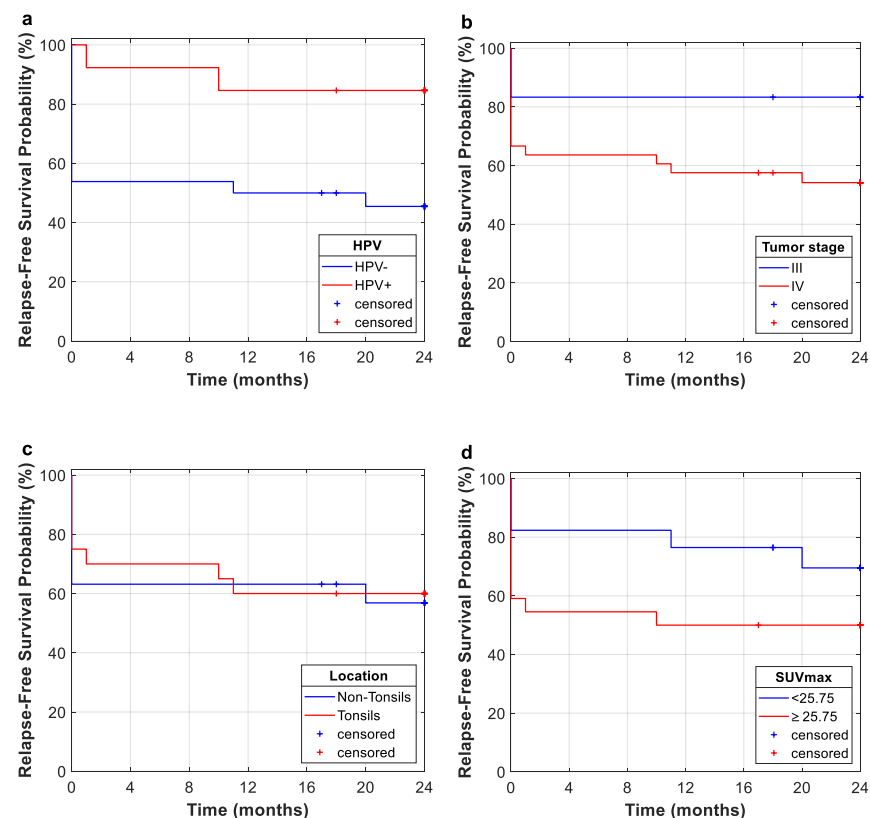 a
Relapse-Free Survival Probability (%)
100
80
60
40
20
0
0 4 8 12 16 20 24
Time (months)
HPV
HPV-
HPV+
censored
censored
b
Relapse-Free Survival Probability (%)
100
80
60
40
20
0
0 4 8 12 16 20 24
Time (months)
Tumor stage
III
IV
censored
censored
c
Relapse-Free Survival Probability (%)
100
80
60
40
20
0
0 4 8 12 16 20 24
Time (months)
Location
Non-Tonsils
Tonsils
censored
censored
d
Relapse-Free Survival Probability (%)
100
80
60
40
20
0
0 4 8 12 16 20 24
Time (months)
SUVmax
<25.75
≥ 25.75
censored
censored